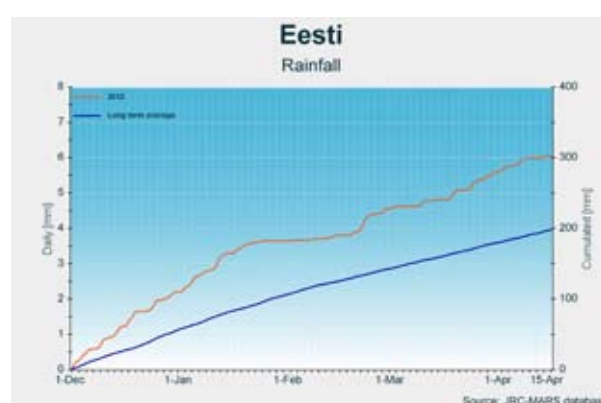 Eesti
Rainfall
8 400
2012
7
Long term average
6 300
5
Daily [mm]
4 200
Cumulated [mm]
3
2 100
1
0 0
1-Dec 1-Jan 1-Feb 1-Mar 1-Apr 15-Apr
Source: JRC-MARS databas